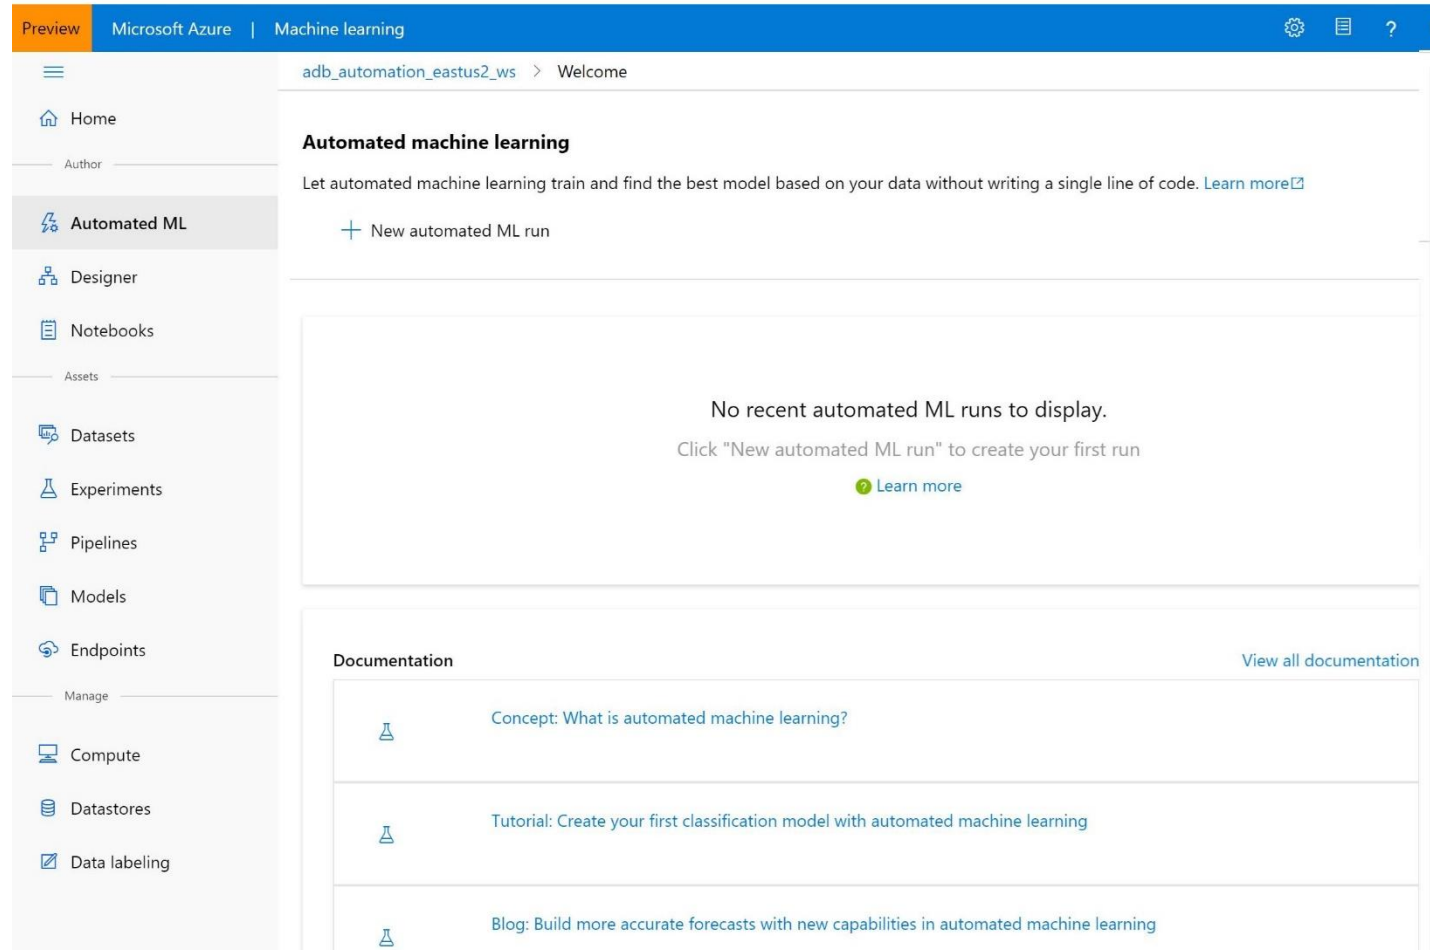 Preview Microsoft Azure | Machine learning ?
adb_automation_eastus2_ws > Welcome
Home
Author
Automated ML
Designer
Notebooks
Assets
Datasets
Experiments
Pipelines
Models
Endpoints
Manage
Compute
Datastores
Data labeling
Automated machine learning
Let automated machine learning train and find the best model based on your data without writing a single line of code. Learn more
+ New automated ML run
No recent automated ML runs to display.
Click "New automated ML run" to create your first run
? Learn more
Documentation View all documentation
Concept: What is automated machine learning?
Tutorial: Create your first classification model with automated machine learning
Blog: Build more accurate forecasts with new capabilities in automated machine learning